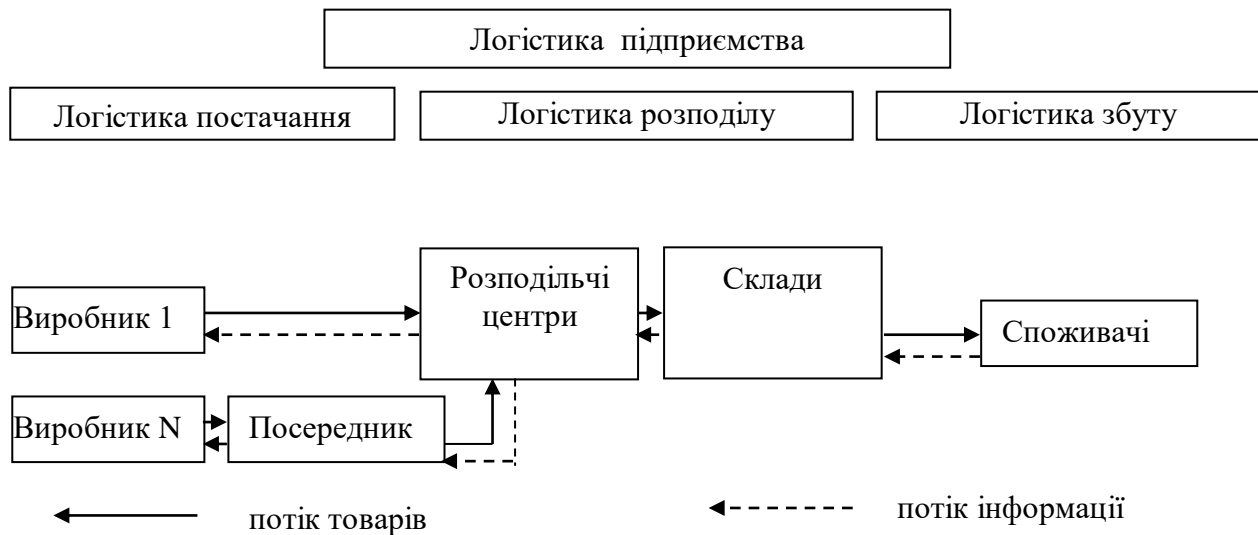 Логістика підприємства
Логістика постачання
Логістика розподілу
Логістика збуту
Розподільчі
центри
Склади
Виробник 1
Споживачі
Виробник N
Посередник
потік товарів
потік інформації